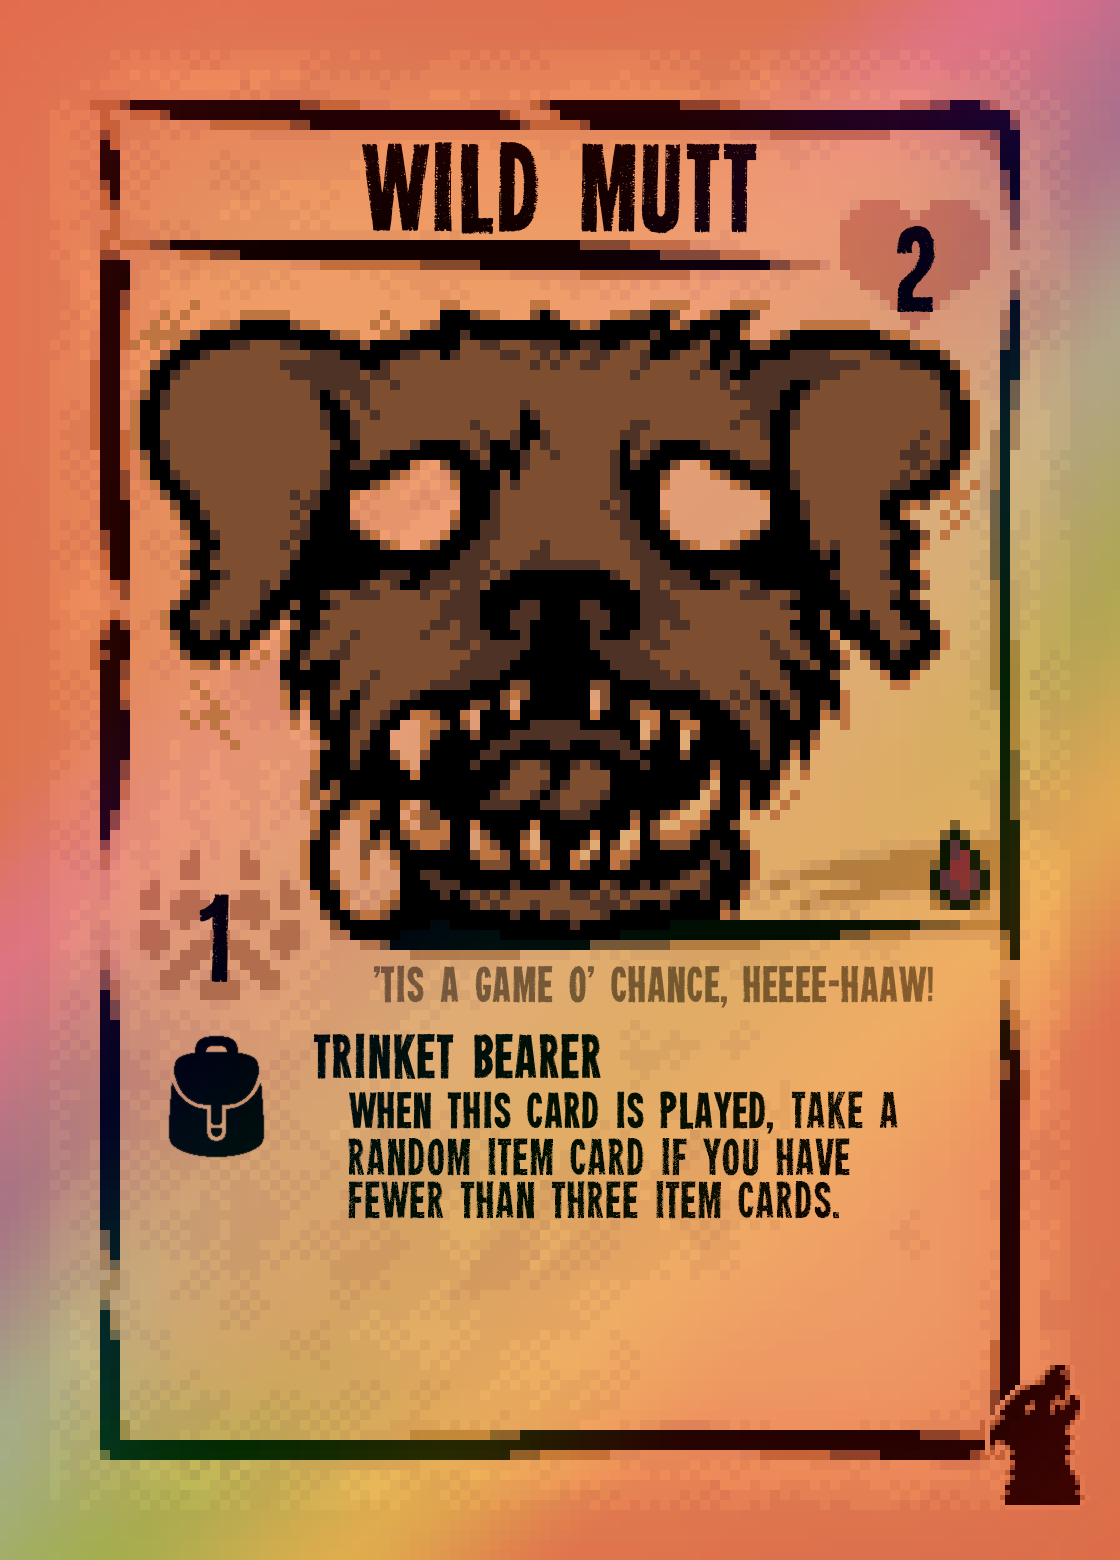 WILD MUTT
2
1
'TIS A GAME O' CHANCE, HEEEE-HAAW!
TRINKET BEARER
WHEN THIS CARD IS PLAYED, TAKE A
RANDOM ITEM CARD IF YOU HAVE
FEWER THAN THREE ITEM CARDS.